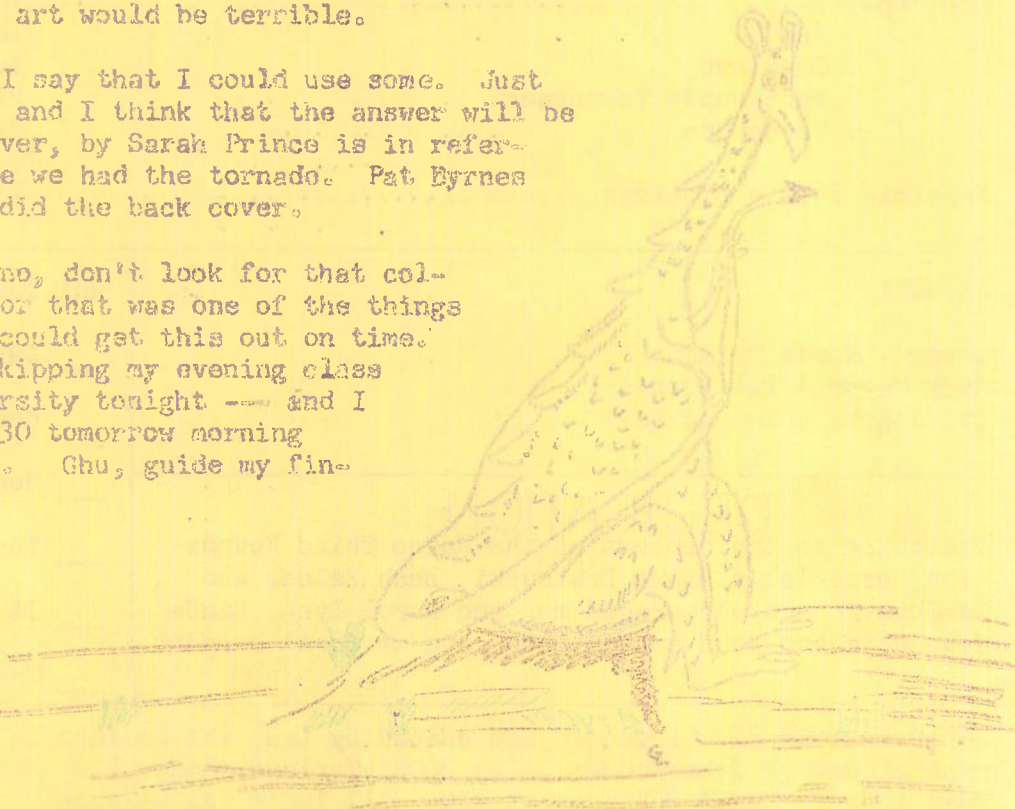 art would be terrible.
I say that I could use some. Just
and I think that the answer will be
ver, by Sarah Prince is in refer-
e we had the tornado. Pat Byrnes
did the back cover.
no, don't look for that col-
or that was one of the things
could get this out on time.
kipping my evening class
rsity tonight -- and I
30 tomorrow morning
. Ghu, guide my fin-
G.